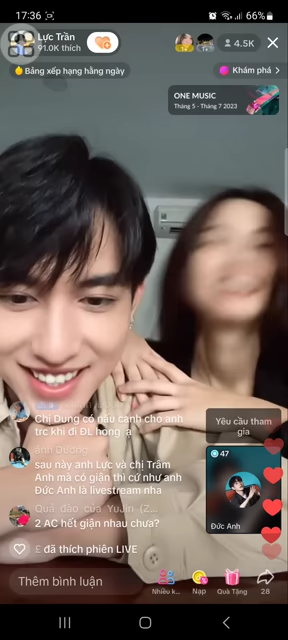 17:36
66%
Lực Trần
91.0K thích
4.5K
Bảng xếp hạng hằng ngày
Khám phá >
ONE MUSIC
Tháng 5 - Tháng 7 2023
Chị Dung có nấu canh cho anh
trc khi đi ĐL hong ạ
ánh Dương
sau này anh Lực và chị Trâm
Anh mà có giận thì cứ như anh
Đức Anh là livestream nha
Quả đào của YuJin (Z...
2 AC hết giận nhau chưa?
£ đã thích phiên LIVE
Yêu cầu tham
gia
47
Đức Anh
Thêm bình luận
Nhiều k...
Nạp
Quà Tặng
28